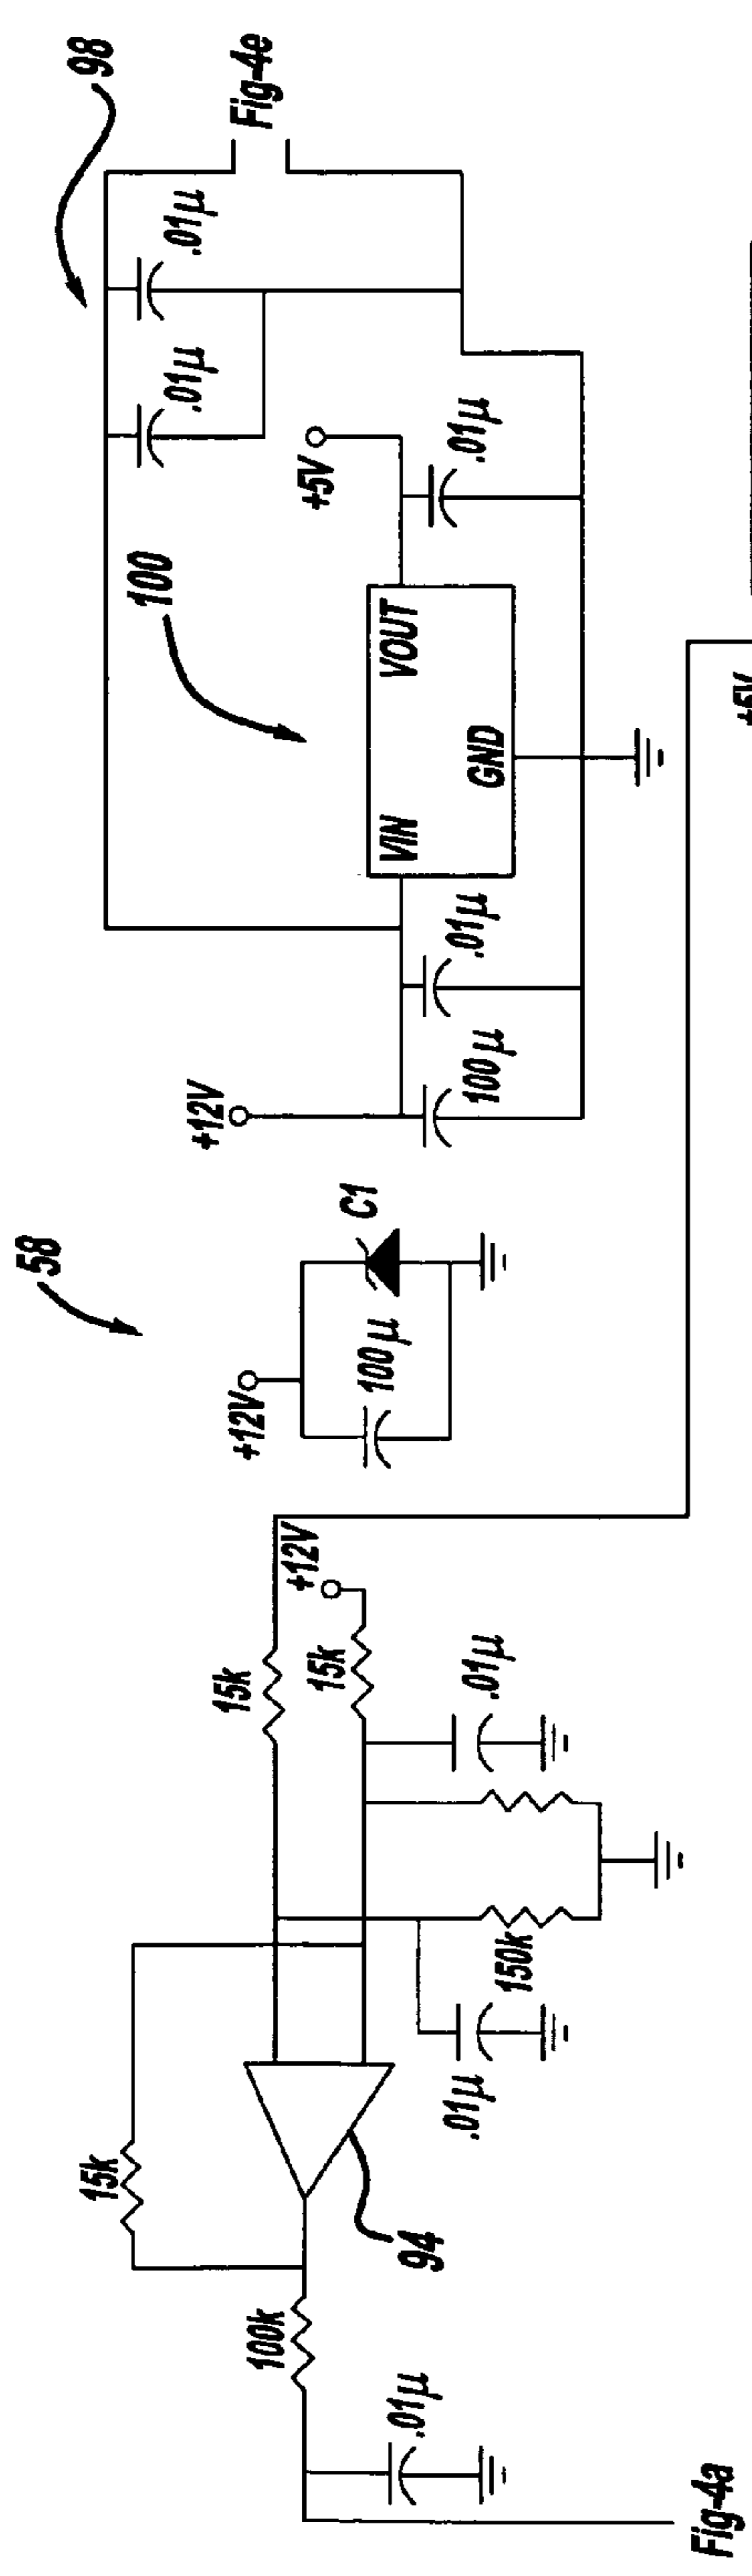 98
Fig-4e
.01µ
.01µ
+5V
.01µ
100
VOUT
GND
VIN
.01µ
100µ
+12V
+5V
58
C1
100µ
+12V
+12V
15k
15k
.01µ
150k
.01µ
15k
94
100k
.01µ
Fig-4a